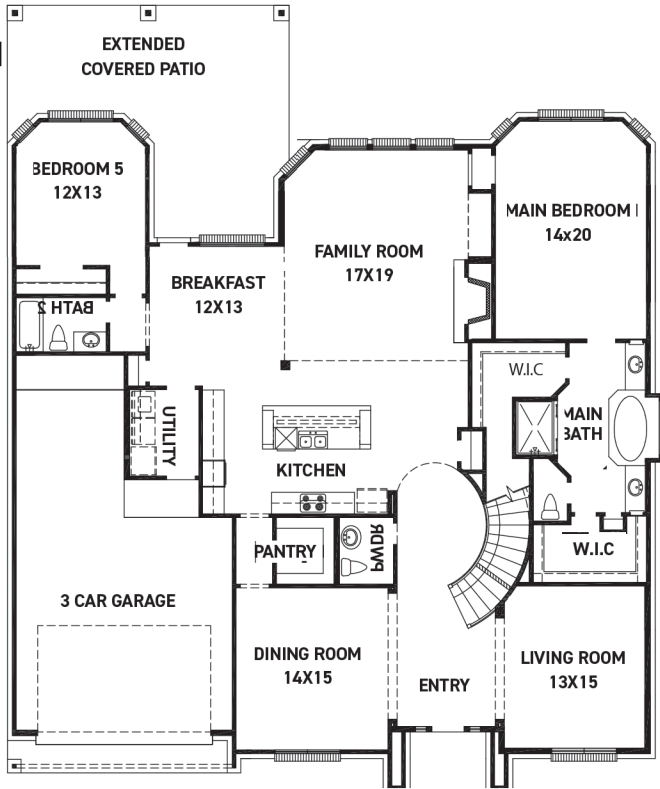 EXTENDED
COVERED PATIO
BEDROOM 5
12X13
MAIN BEDROOM
14x20
FAMILY ROOM
17X19
BREAKFAST
12X13
BATH 2
W.I.C
MAIN
BATH
UTILITY
KITCHEN
W.I.C
PANTRY
PWDR
3 CAR GARAGE
DINING ROOM
14X15
ENTRY
LIVING ROOM
13X15